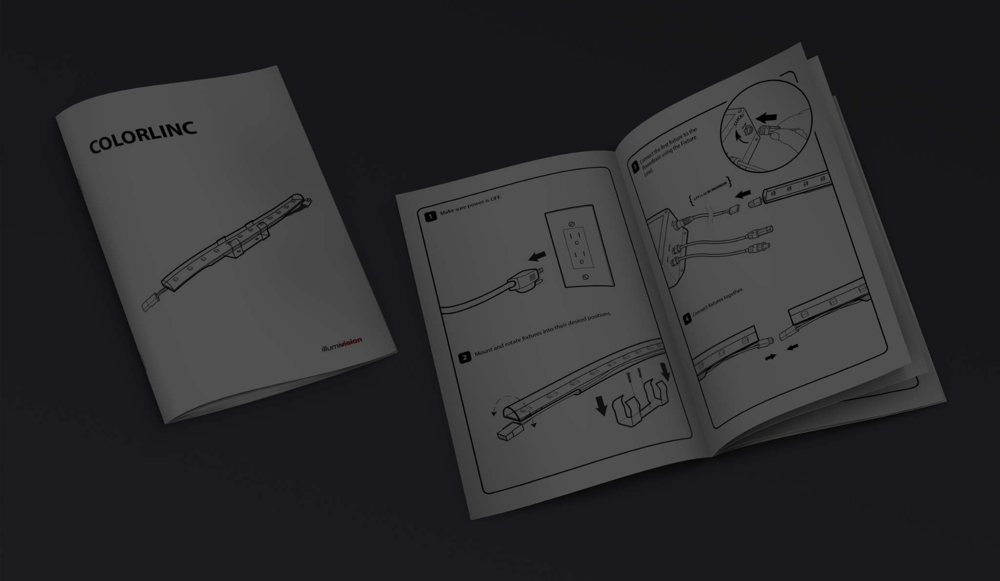 COLORLINC
illumivision
1 Make sure power is OFF.
2 Mount and rotate fixtures into their desired positions.
3 Connect the first fixture to the
PowerBrain using the Fixture
Lead.
CLICK!
{ 5 FT (1.52 M) MAXIMUM }
4 Connect fixtures together.